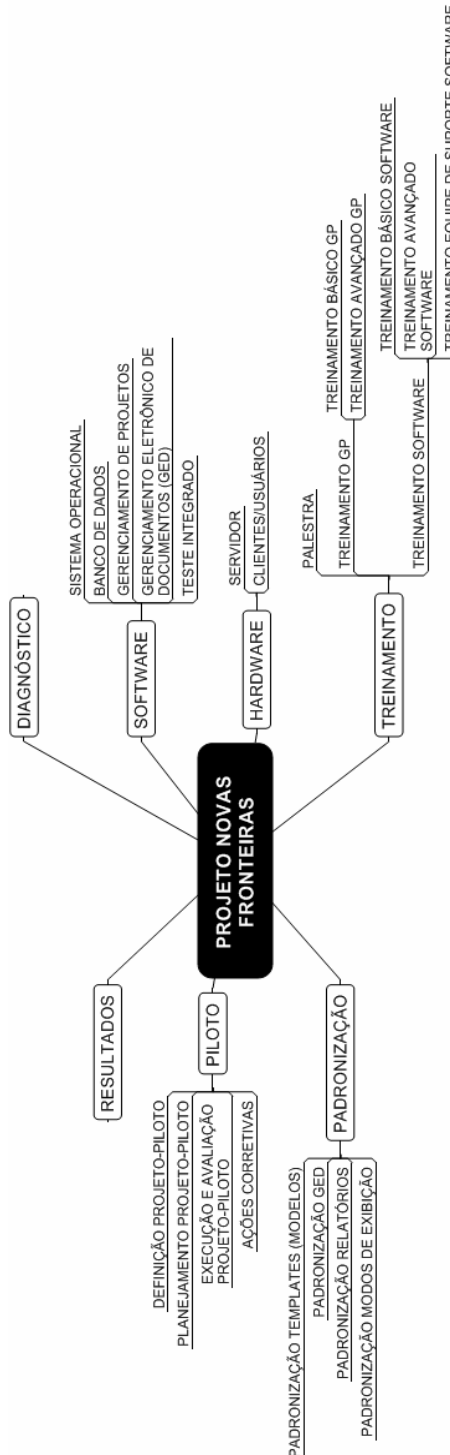 PROJETO NOVAS
FRONTEIRAS
DIAGNÓSTICO
SOFTWARE
SISTEMA OPERACIONAL
BANCO DE DADOS
GERENCIAMENTO DE PROJETOS
GERENCIAMENTO ELETRÔNICO DE
DOCUMENTOS (GED)
TESTE INTEGRADO
HARDWARE
SERVIDOR
CLIENTES/USUÁRIOS
TREINAMENTO
PALESTRA
TREINAMENTO GP
TREINAMENTO BÁSICO GP
TREINAMENTO AVANÇADO GP
TREINAMENTO SOFTWARE
TREINAMENTO BÁSICO SOFTWARE
TREINAMENTO AVANÇADO
SOFTWARE
TREINAMENTO EQUIPE DE SUPORTE SOFTWARE
RESULTADOS
PILOTO
DEFINIÇÃO PROJETO-PILOTO
PLANEJAMENTO PROJETO-PILOTO
EXECUÇÃO E AVALIAÇÃO
PROJETO-PILOTO
AÇÕES CORRETIVAS
PADRONIZAÇÃO
PADRONIZAÇÃO TEMPLATES (MODELOS)
PADRONIZAÇÃO GED
PADRONIZAÇÃO RELATÓRIOS
PADRONIZAÇÃO MODOS DE EXIBIÇÃO